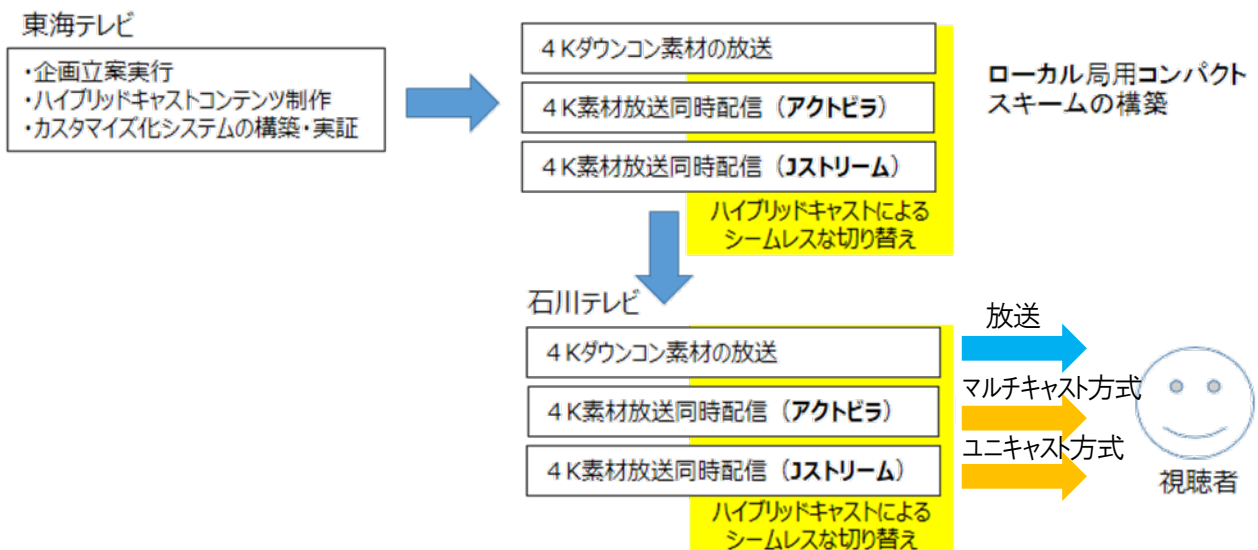 東海テレビ
・企画立案実行
・ハイブリッドキャストコンテンツ制作
・カスタマイズ化システムの構築・実証
４Kダウンコン素材の放送
４K素材放送同時配信（アクトビラ）
４K素材放送同時配信（Jストリーム）
ハイブリッドキャストによる
シームレスな切り替え
ローカル局用コンパクト
スキームの構築
石川テレビ
４Kダウンコン素材の放送
４K素材放送同時配信（アクトビラ）
４K素材放送同時配信（Jストリーム）
ハイブリッドキャストによる
シームレスな切り替え
放送
マルチキャスト方式
ユニキャスト方式
視聴者